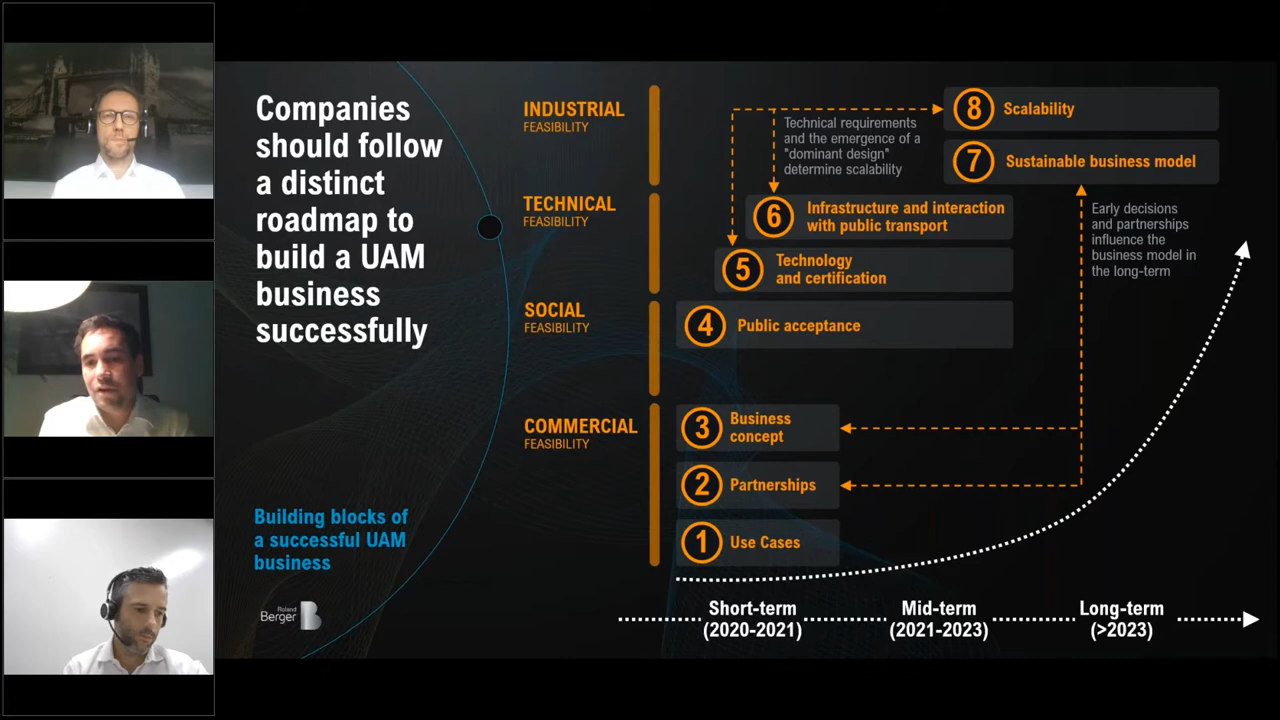 Companies
should follow
a distinct
roadmap to
build a UAM
business
successfully
Building blocks of
a successful UAM
business
Roland
Berger
INDUSTRIAL
FEASIBILITY
8 Scalability
7 Sustainable business model
Technical requirements
and the emergence of a
"dominant design"
determine scalability
TECHNICAL
FEASIBILITY
6 Infrastructure and interaction
with public transport
5 Technology
and certification
Early decisions
and partnerships
influence the
business model in
the long-term
SOCIAL
FEASIBILITY
4 Public acceptance
COMMERCIAL
FEASIBILITY
3 Business
concept
2 Partnerships
1 Use Cases
Short-term
(2020-2021)
Mid-term
(2021-2023)
Long-term
(>2023)